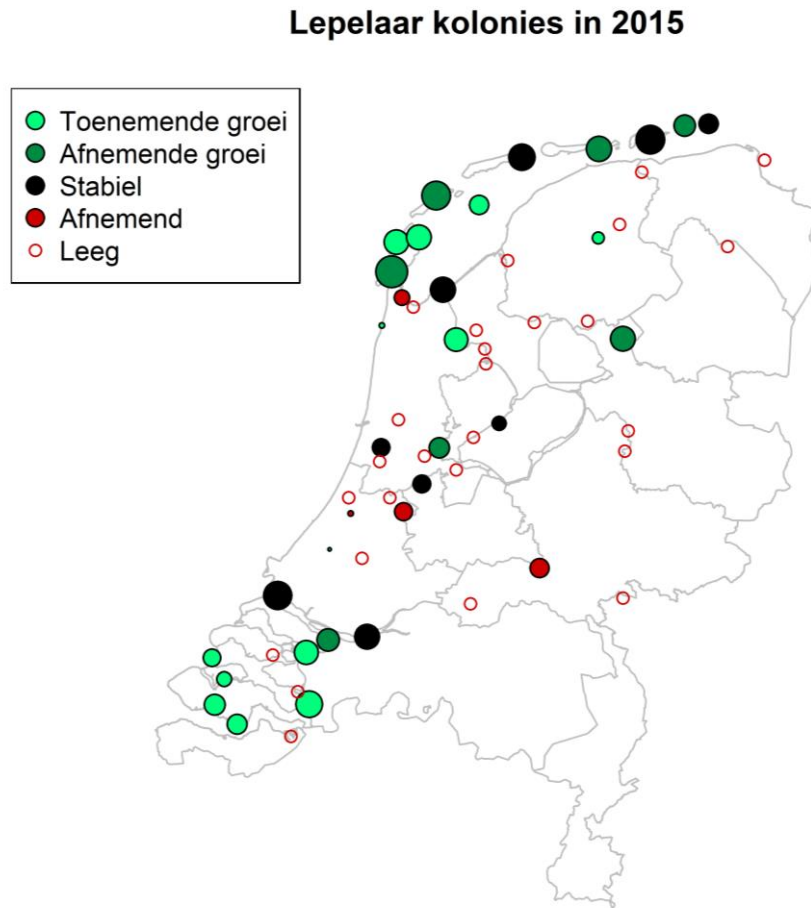 Lepelaar kolonies in 2015
Toenemende groei
Afnemende groei
Stabiel
Afnemend
Leeg